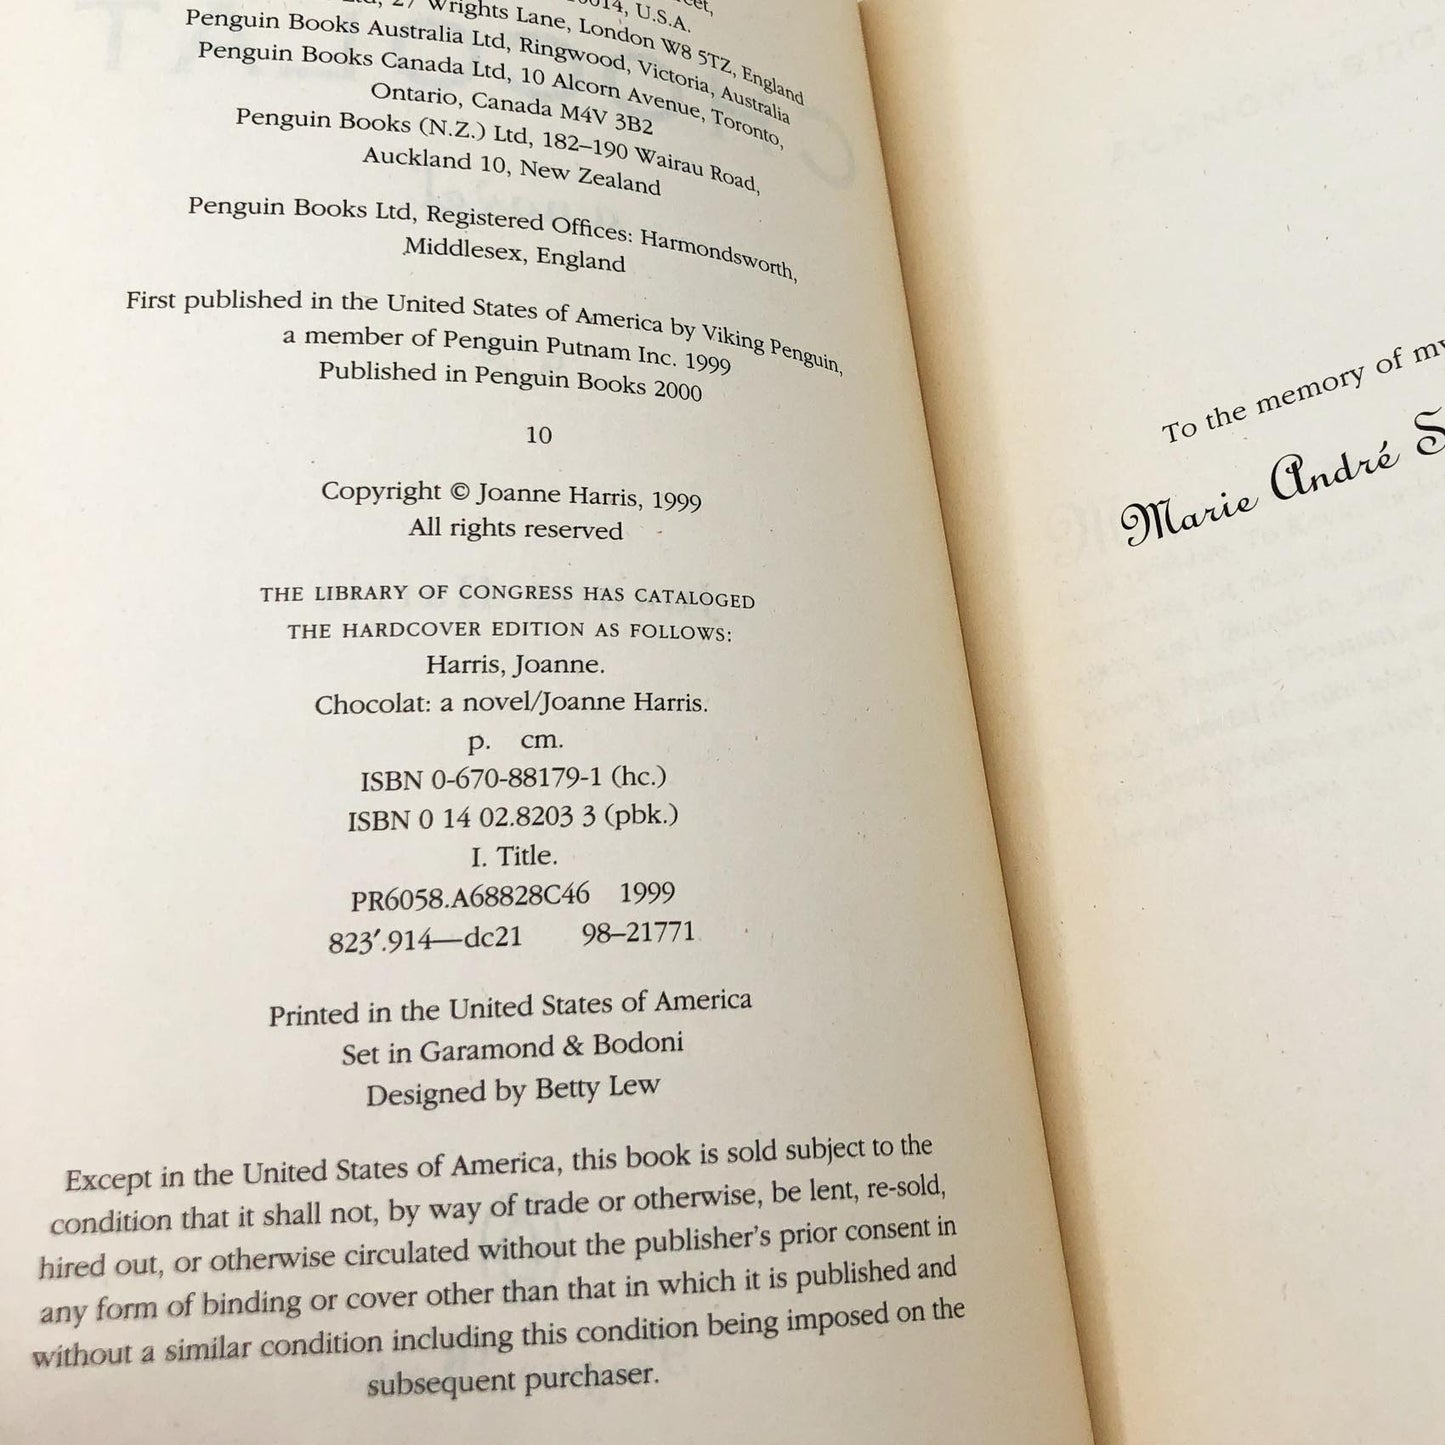 10014, U.S.A.
Ltd, 27 Wrights Lane, London W8 5TZ, England
Penguin Books Australia Ltd, Ringwood, Victoria, Australia
Penguin Books Canada Ltd, 10 Alcorn Avenue, Toronto,
Ontario, Canada M4V 3B2
Penguin Books (N.Z.) Ltd, 182–190 Wairau Road,
Auckland 10, New Zealand
Penguin Books Ltd, Registered Offices: Harmondsworth,
Middlesex, England
First published in the United States of America by Viking Penguin,
a member of Penguin Putnam Inc. 1999
Published in Penguin Books 2000
10
Copyright © Joanne Harris, 1999
All rights reserved
THE LIBRARY OF CONGRESS HAS CATALOGED
THE HARDCOVER EDITION AS FOLLOWS:
Harris, Joanne.
Chocolat: a novel/Joanne Harris.
p. cm.
ISBN 0-670-88179-1 (hc.)
ISBN 0 14 02.8203 3 (pbk.)
I. Title.
PR6058.A68828C46 1999
823′.914—dc21 98–21771
Printed in the United States of America
Set in Garamond & Bodoni
Designed by Betty Lew
Except in the United States of America, this book is sold subject to the
condition that it shall not, by way of trade or otherwise, be lent, re-sold,
hired out, or otherwise circulated without the publisher's prior consent in
any form of binding or cover other than that in which it is published and
without a similar condition including this condition being imposed on the
subsequent purchaser.
To the memory of my
Marie André S